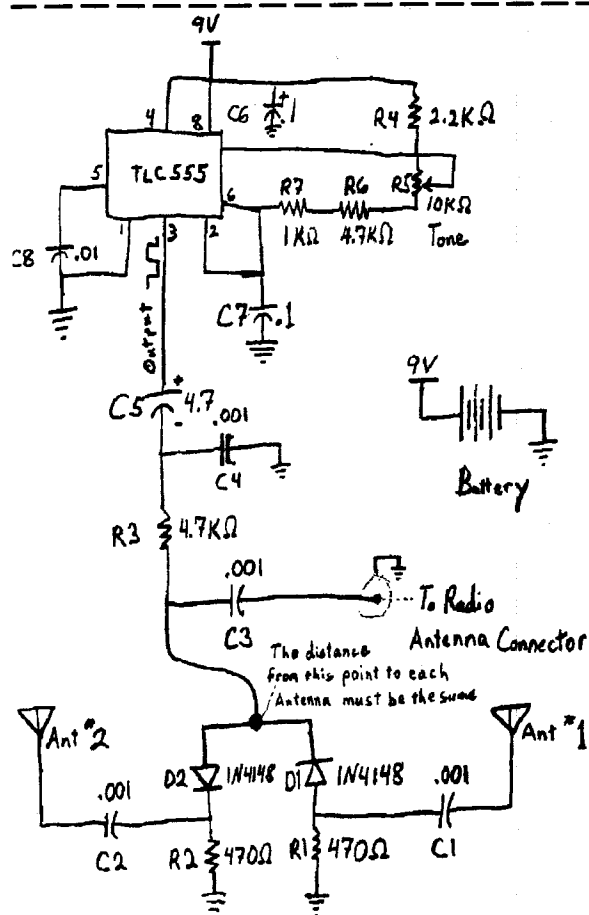 9V
4
8
C6
+
.1
R4
2.2KΩ
TLC555
5
6
R7
R6
R5
1KΩ
4.7KΩ
10KΩ
Tone
1
3
2
C8
.01
Output
C7
.1
C5
+
4.7
-
.001
C4
9V
Battery
R3
4.7KΩ
.001
C3
To Radio
Antenna Connector
The distance
from this point to each
Antenna must be the same
Ant #2
Ant #1
D2
1N4148
D1
1N4148
.001
.001
C2
R2
470Ω
R1
470Ω
C1